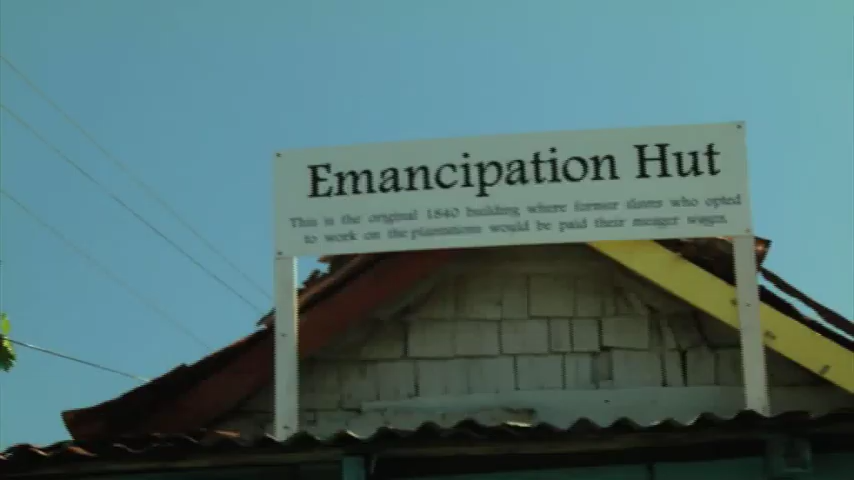 Emancipation Hut
This is the original 1840 building where former slaves who opted
to work on the plantations would be paid their meager wages.